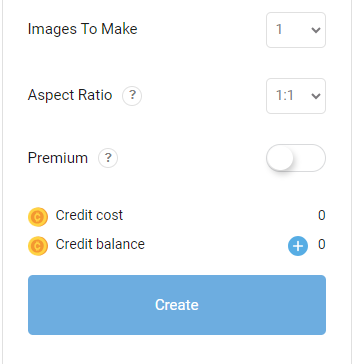 Images To Make 1
Aspect Ratio ? 1:1
Premium ?
Credit cost 0
Credit balance + 0
Create